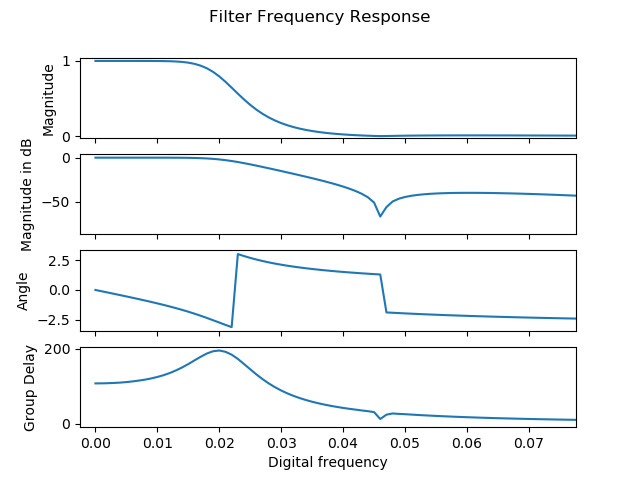 Filter Frequency Response
Magnitude
1
0
Magnitude in dB
0
−50
Angle
2.5
0.0
−2.5
Group Delay
200
0
0.00 0.01 0.02 0.03 0.04 0.05 0.06 0.07
Digital frequency